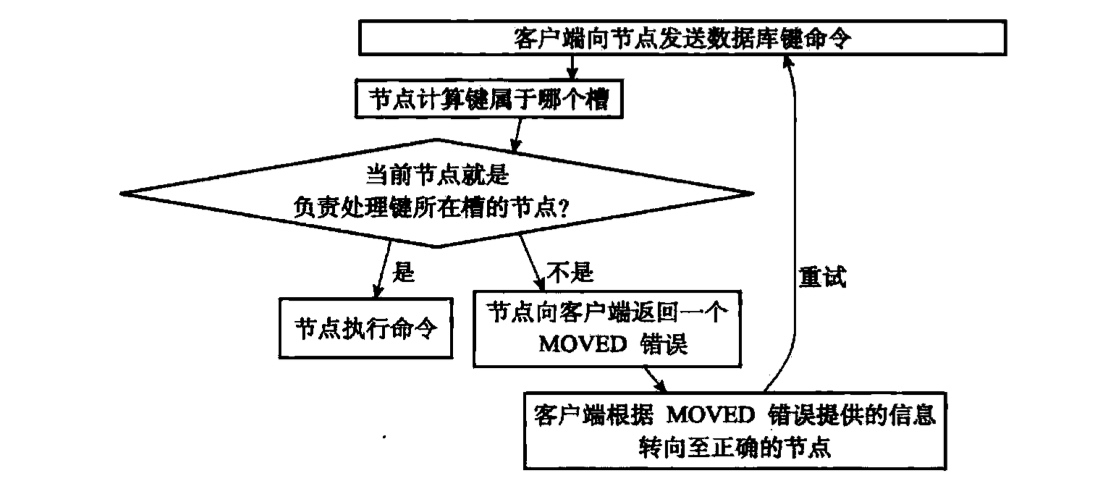 客户端向节点发送数据库键命令
节点计算键属于哪个槽
当前节点就是
负责处理键所在槽的节点？
是
不是
重试
节点执行命令
节点向客户端返回一个
MOVED 错误
客户端根据 MOVED 错误提供的信息
转向至正确的节点